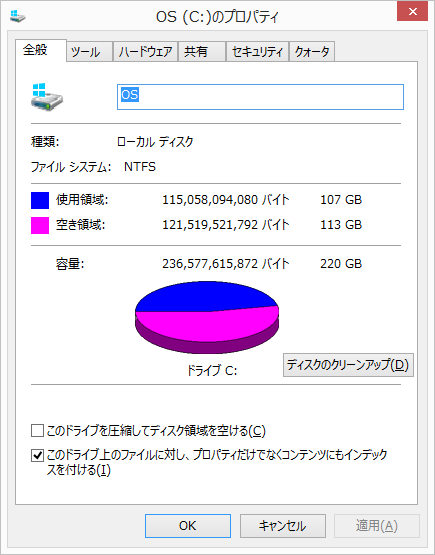 OS (C:)のプロパティ
全般 ツール ハードウェア 共有 セキュリティ クォータ
OS
種類: ローカル ディスク
ファイル システム: NTFS
使用領域: 115,058,094,080 バイト 107 GB
空き領域: 121,519,521,792 バイト 113 GB
容量: 236,577,615,872 バイト 220 GB
ドライブ C:
ディスクのクリーンアップ(D)
このドライブを圧縮してディスク領域を空ける(C)
このドライブ上のファイルに対し、プロパティだけでなくコンテンツにもインデック
スを付ける(I)
OK キャンセル 適用(A)